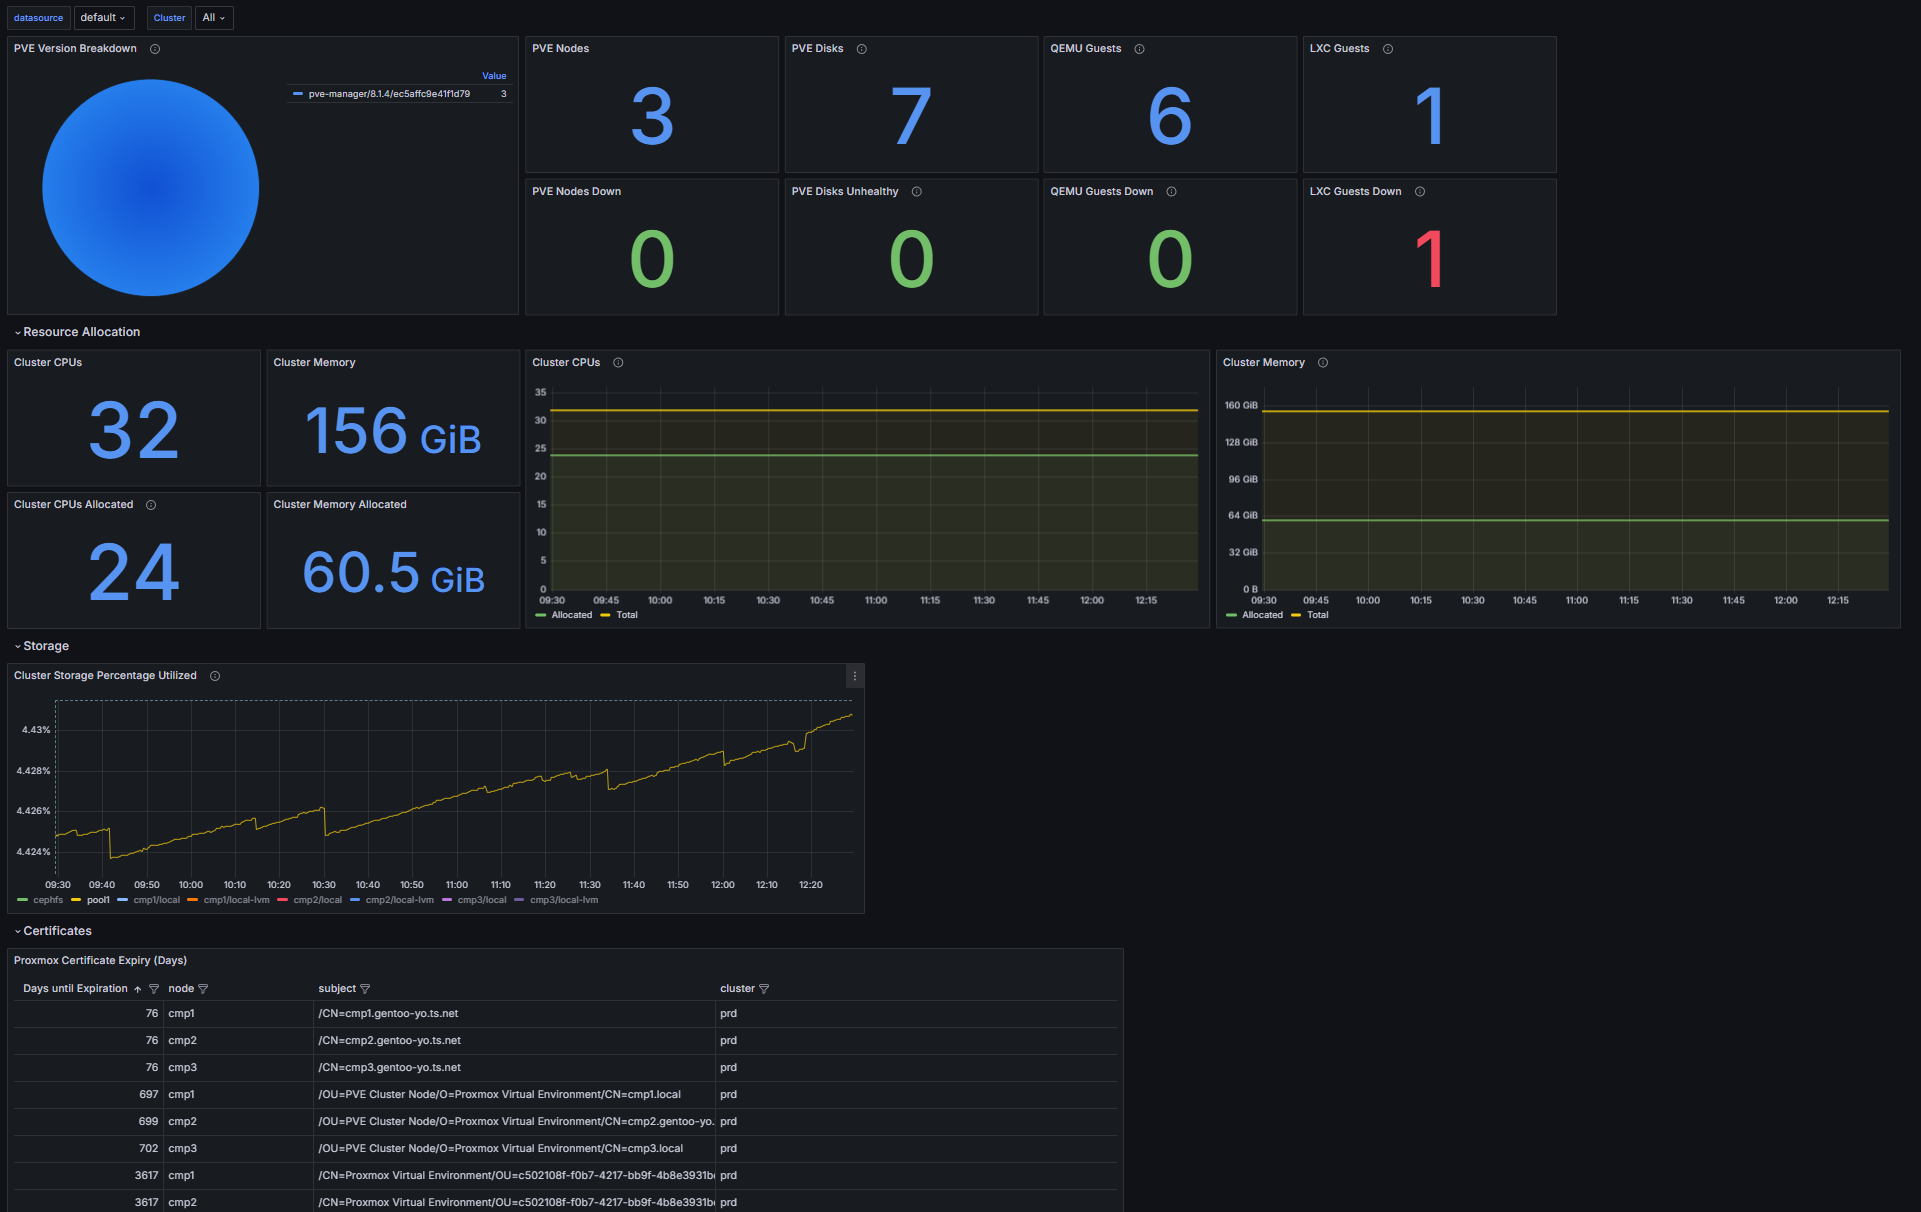 datasource default Cluster All
PVE Version Breakdown
Value
pve-manager/8.1.4/ec5affc9e41f1d79 3
PVE Nodes
3
PVE Disks
7
QEMU Guests
6
LXC Guests
1
PVE Nodes Down
0
PVE Disks Unhealthy
0
QEMU Guests Down
0
LXC Guests Down
1
Resource Allocation
Cluster CPUs
32
Cluster Memory
156 GiB
Cluster CPUs Allocated
24
Cluster Memory Allocated
60.5 GiB
Cluster CPUs
35
30
25
20
15
10
5
0
09:30 09:45 10:00 10:15 10:30 10:45 11:00 11:15 11:30 11:45 12:00 12:15
Allocated Total
Cluster Memory
160 GiB
128 GiB
96 GiB
64 GiB
32 GiB
0 B
09:30 09:45 10:00 10:15 10:30 10:45 11:00 11:15 11:30 11:45 12:00 12:15
Allocated Total
Storage
Cluster Storage Percentage Utilized
4.43%
4.428%
4.426%
4.424%
09:30 09:40 09:50 10:00 10:10 10:20 10:30 10:40 10:50 11:00 11:10 11:20 11:30 11:40 11:50 12:00 12:10 12:20
cephfs pool1 cmp1/local cmp1/local-lvm cmp2/local cmp2/local-lvm cmp3/local cmp3/local-lvm
Certificates
Proxmox Certificate Expiry (Days)
Days until Expiration node subject cluster
76 cmp1 /CN=cmp1.gentoo-yo.ts.net prd
76 cmp2 /CN=cmp2.gentoo-yo.ts.net prd
76 cmp3 /CN=cmp3.gentoo-yo.ts.net prd
697 cmp1 /OU=PVE Cluster Node/O=Proxmox Virtual Environment/CN=cmp1.local prd
699 cmp2 /OU=PVE Cluster Node/O=Proxmox Virtual Environment/CN=cmp2.gentoo-yo. prd
702 cmp3 /OU=PVE Cluster Node/O=Proxmox Virtual Environment/CN=cmp3.local prd
3617 cmp1 /CN=Proxmox Virtual Environment/OU=c502108f-f0b7-4217-bb9f-4b8e3931b prd
3617 cmp2 /CN=Proxmox Virtual Environment/OU=c502108f-f0b7-4217-bb9f-4b8e3931b prd